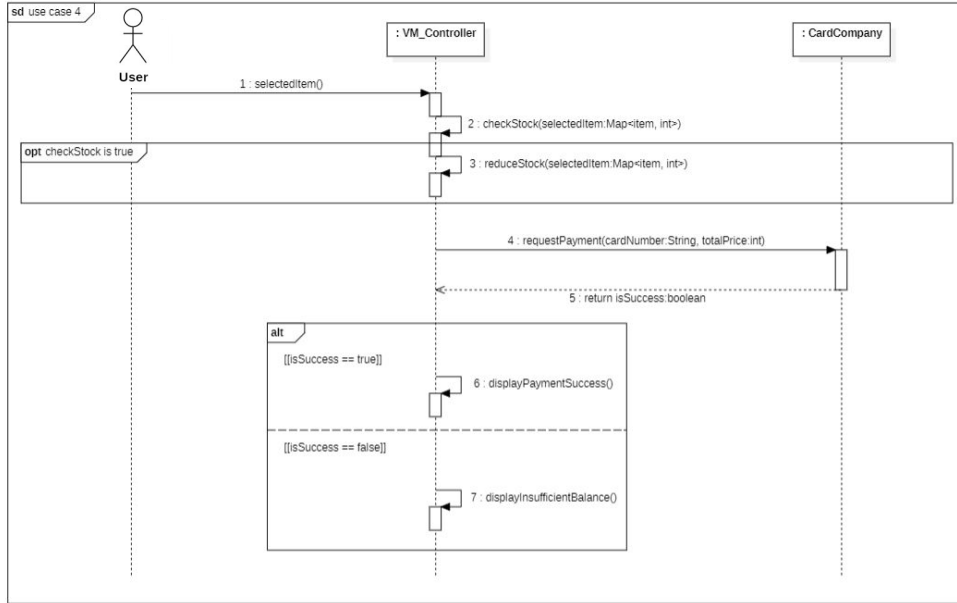 sd use case 4
: VM_Controller
: CardCompany
User
1 : selectedItem()
2 : checkStock(selectedItem:Map<item, int>)
opt checkStock is true
3 : reduceStock(selectedItem:Map<item, int>)
4 : requestPayment(cardNumber:String, totalPrice:int)
5 : return isSuccess:boolean
alt
[[isSuccess == true]]
6 : displayPaymentSuccess()
[[isSuccess == false]]
7 : displayInsufficientBalance()